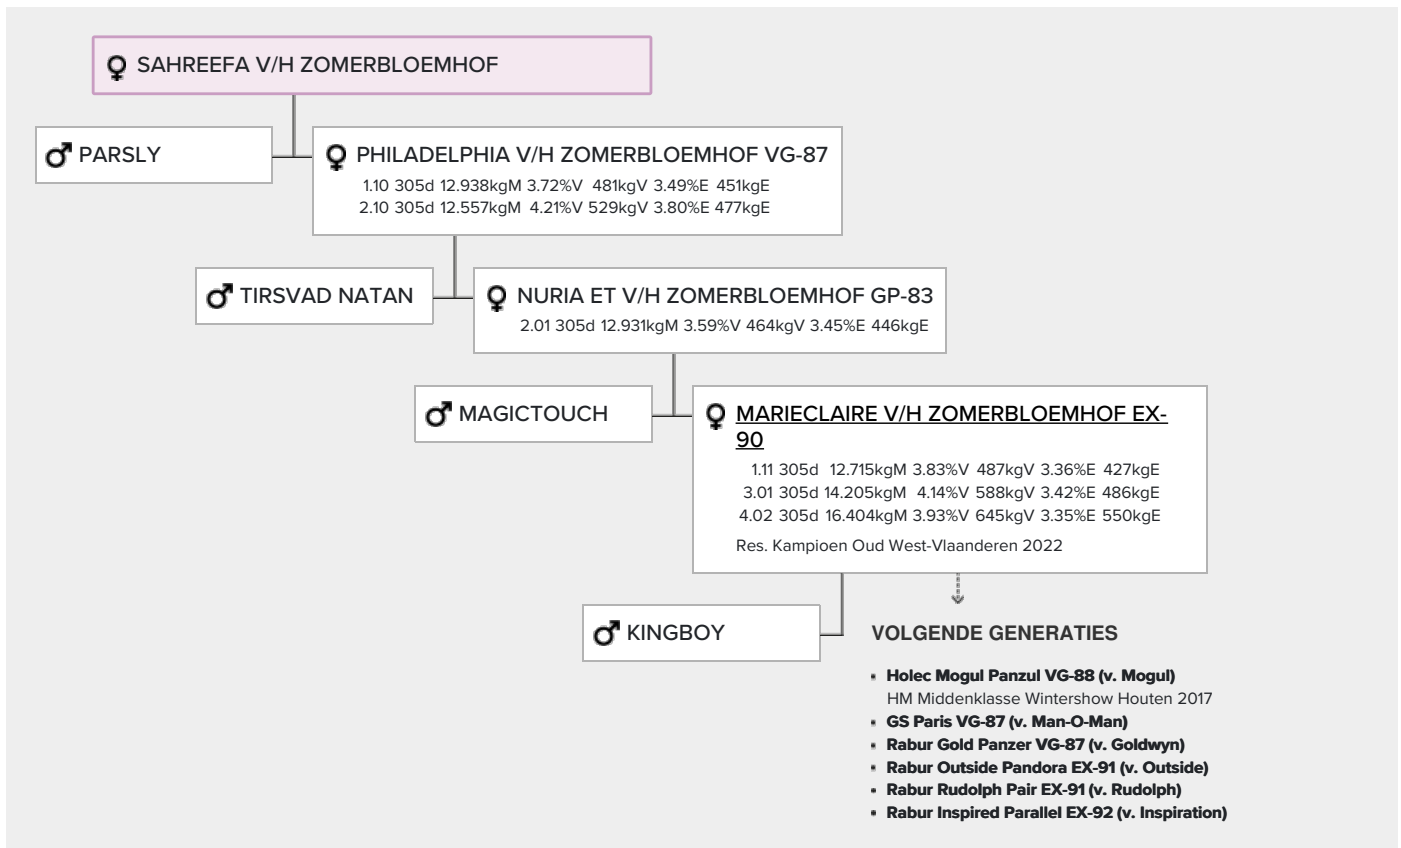 SAHREEFA V/H ZOMERBLOEMHOF
PARSLY
PHILADELPHIA V/H ZOMERBLOEMHOF VG-87
1.10 305d 12.938kgM 3.72%V 481kgV 3.49%E 451kgE
2.10 305d 12.557kgM 4.21%V 529kgV 3.80%E 477kgE
TIRSVAD NATAN
NURIA ET V/H ZOMERBLOEMHOF GP-83
2.01 305d 12.931kgM 3.59%V 464kgV 3.45%E 446kgE
MAGICTOUCH
MARIECLAIRE V/H ZOMERBLOEMHOF EX-
90
1.11 305d 12.715kgM 3.83%V 487kgV 3.36%E 427kgE
3.01 305d 14.205kgM 4.14%V 588kgV 3.42%E 486kgE
4.02 305d 16.404kgM 3.93%V 645kgV 3.35%E 550kgE
Res. Kampioen Oud West-Vlaanderen 2022
KINGBOY
VOLGENDE GENERATIES
Holec Mogul Panzul VG-88 (v. Mogul)
HM Middenklasse Wintershow Houten 2017
GS Paris VG-87 (v. Man-O-Man)
Rabur Gold Panzer VG-87 (v. Goldwyn)
Rabur Outside Pandora EX-91 (v. Outside)
Rabur Rudolph Pair EX-91 (v. Rudolph)
Rabur Inspired Parallel EX-92 (v. Inspiration)